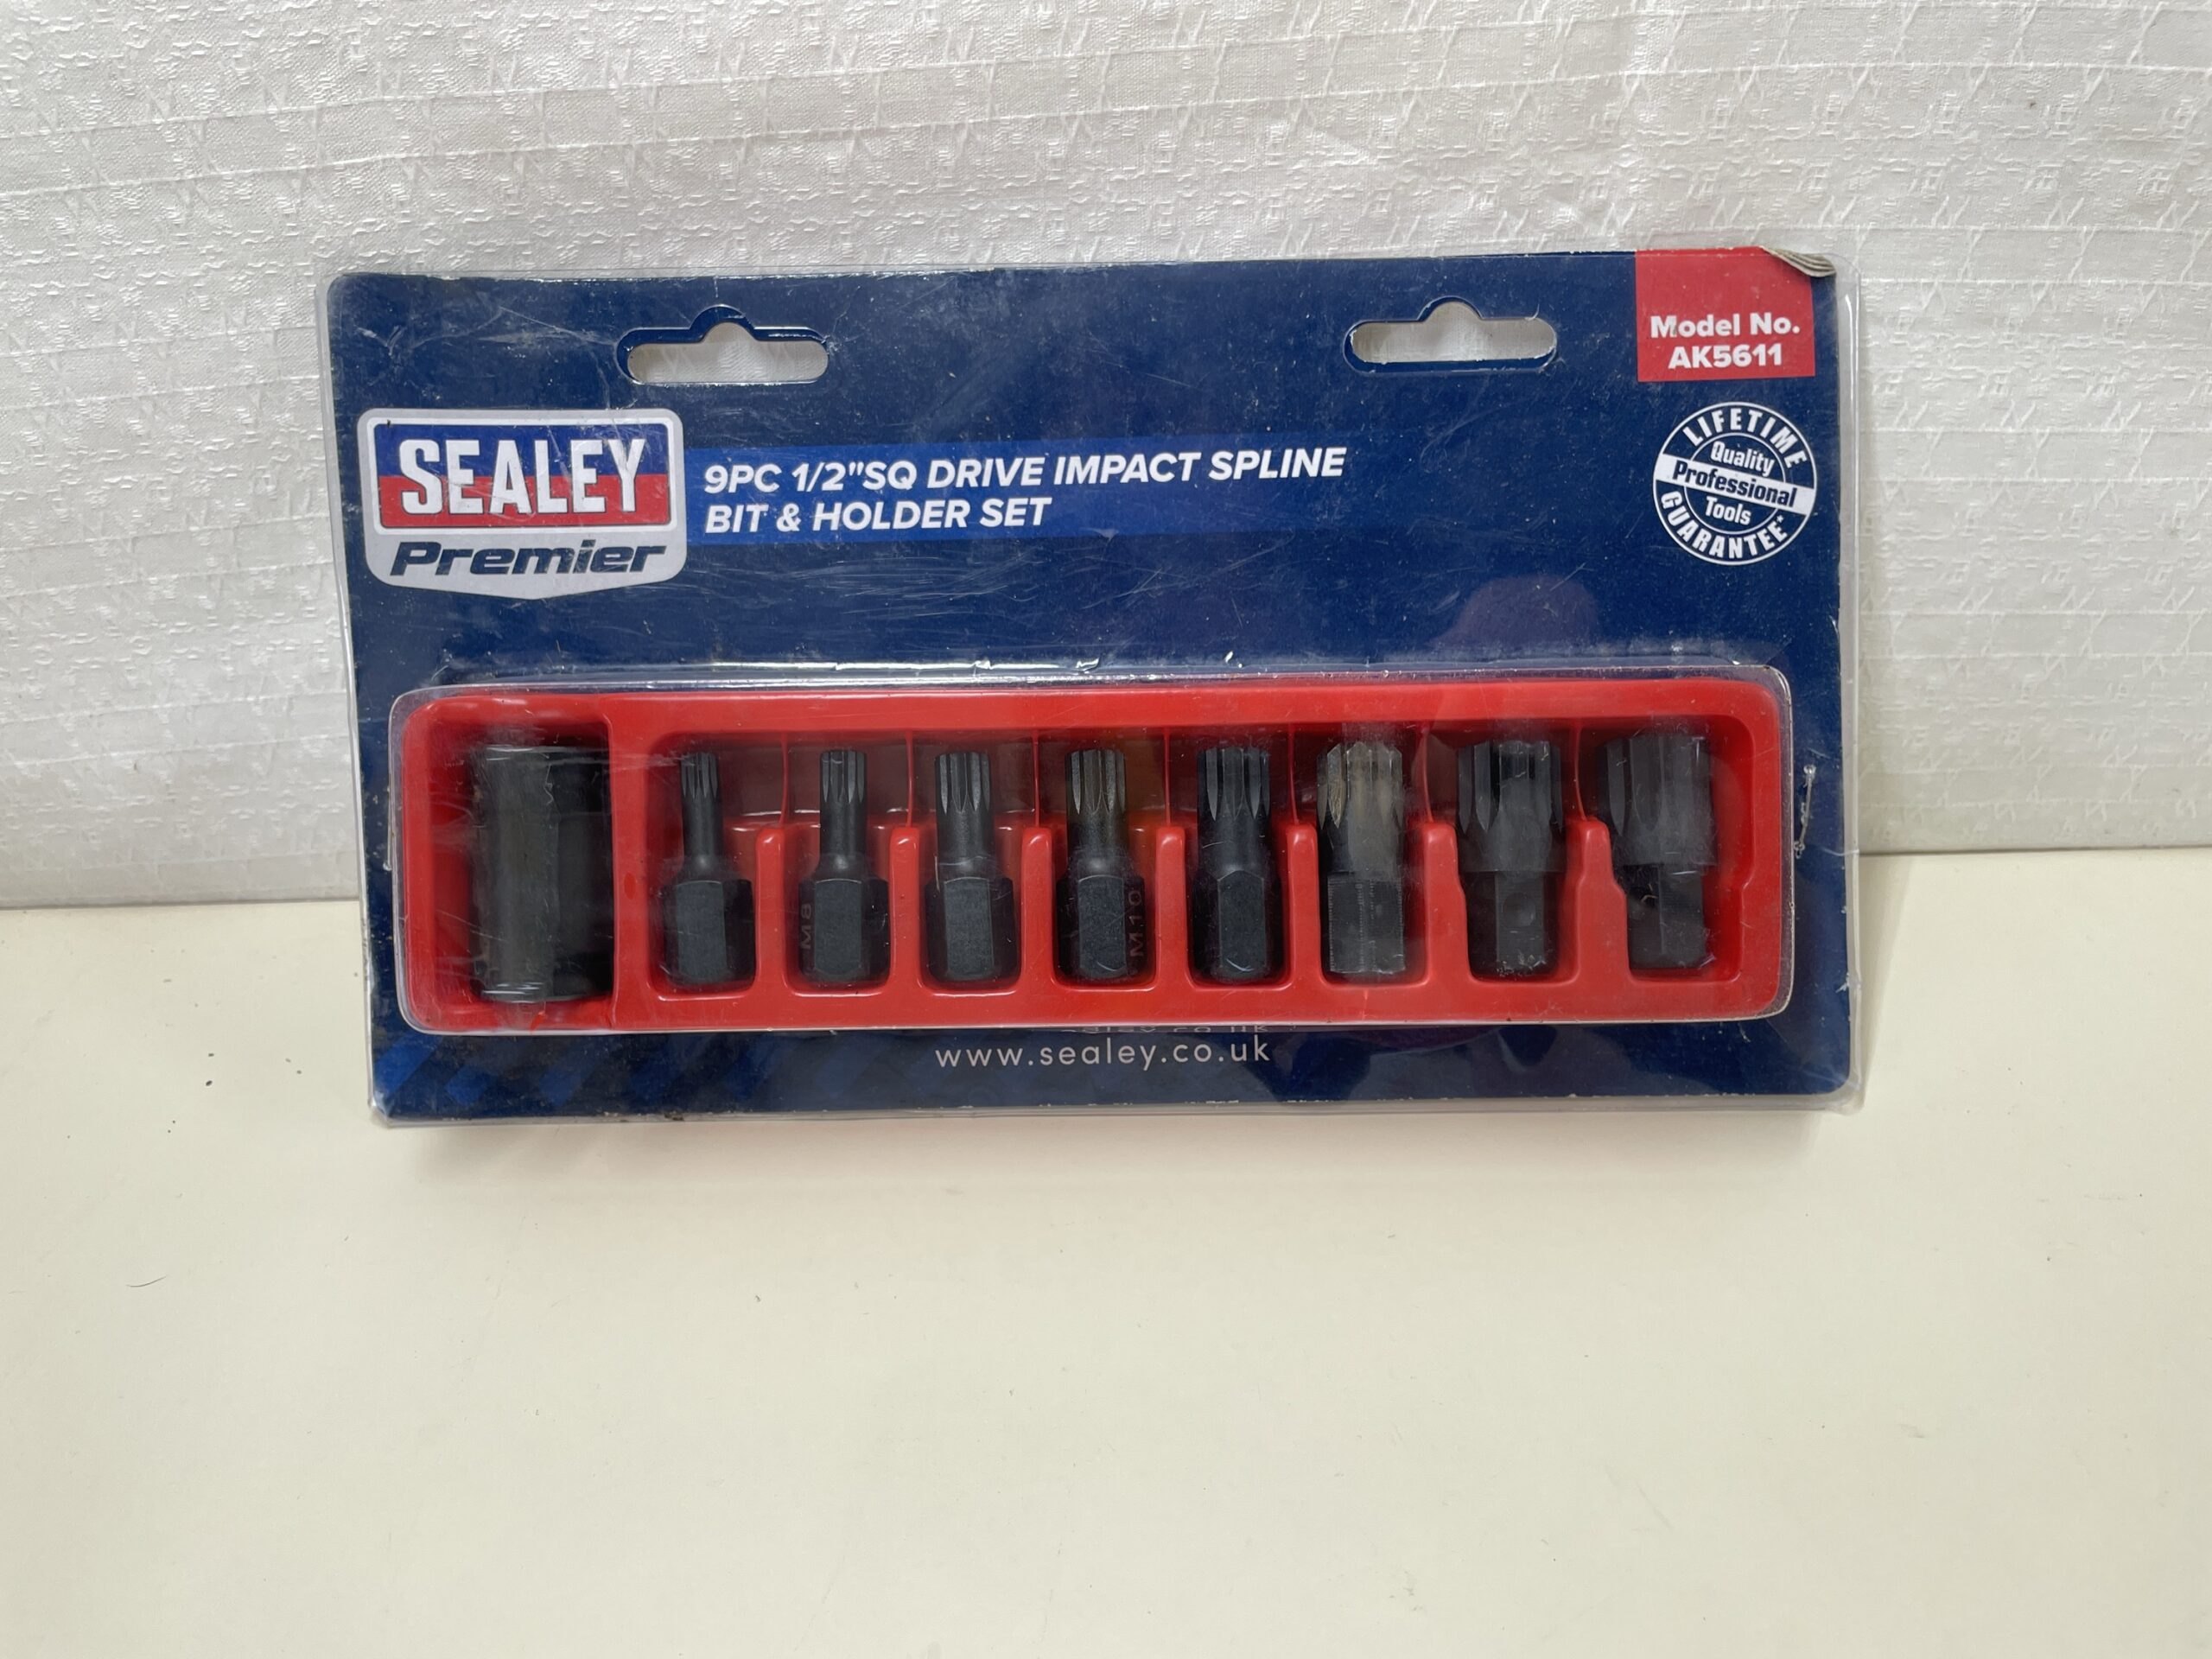 Model No.
AK5611
SEALEY
Premier
9PC 1/2"SQ DRIVE IMPACT SPLINE
BIT & HOLDER SET
LIFETIME
Quality
Professional
Tools
GUARANTEE*
M8
M10
www.sealey.co.uk